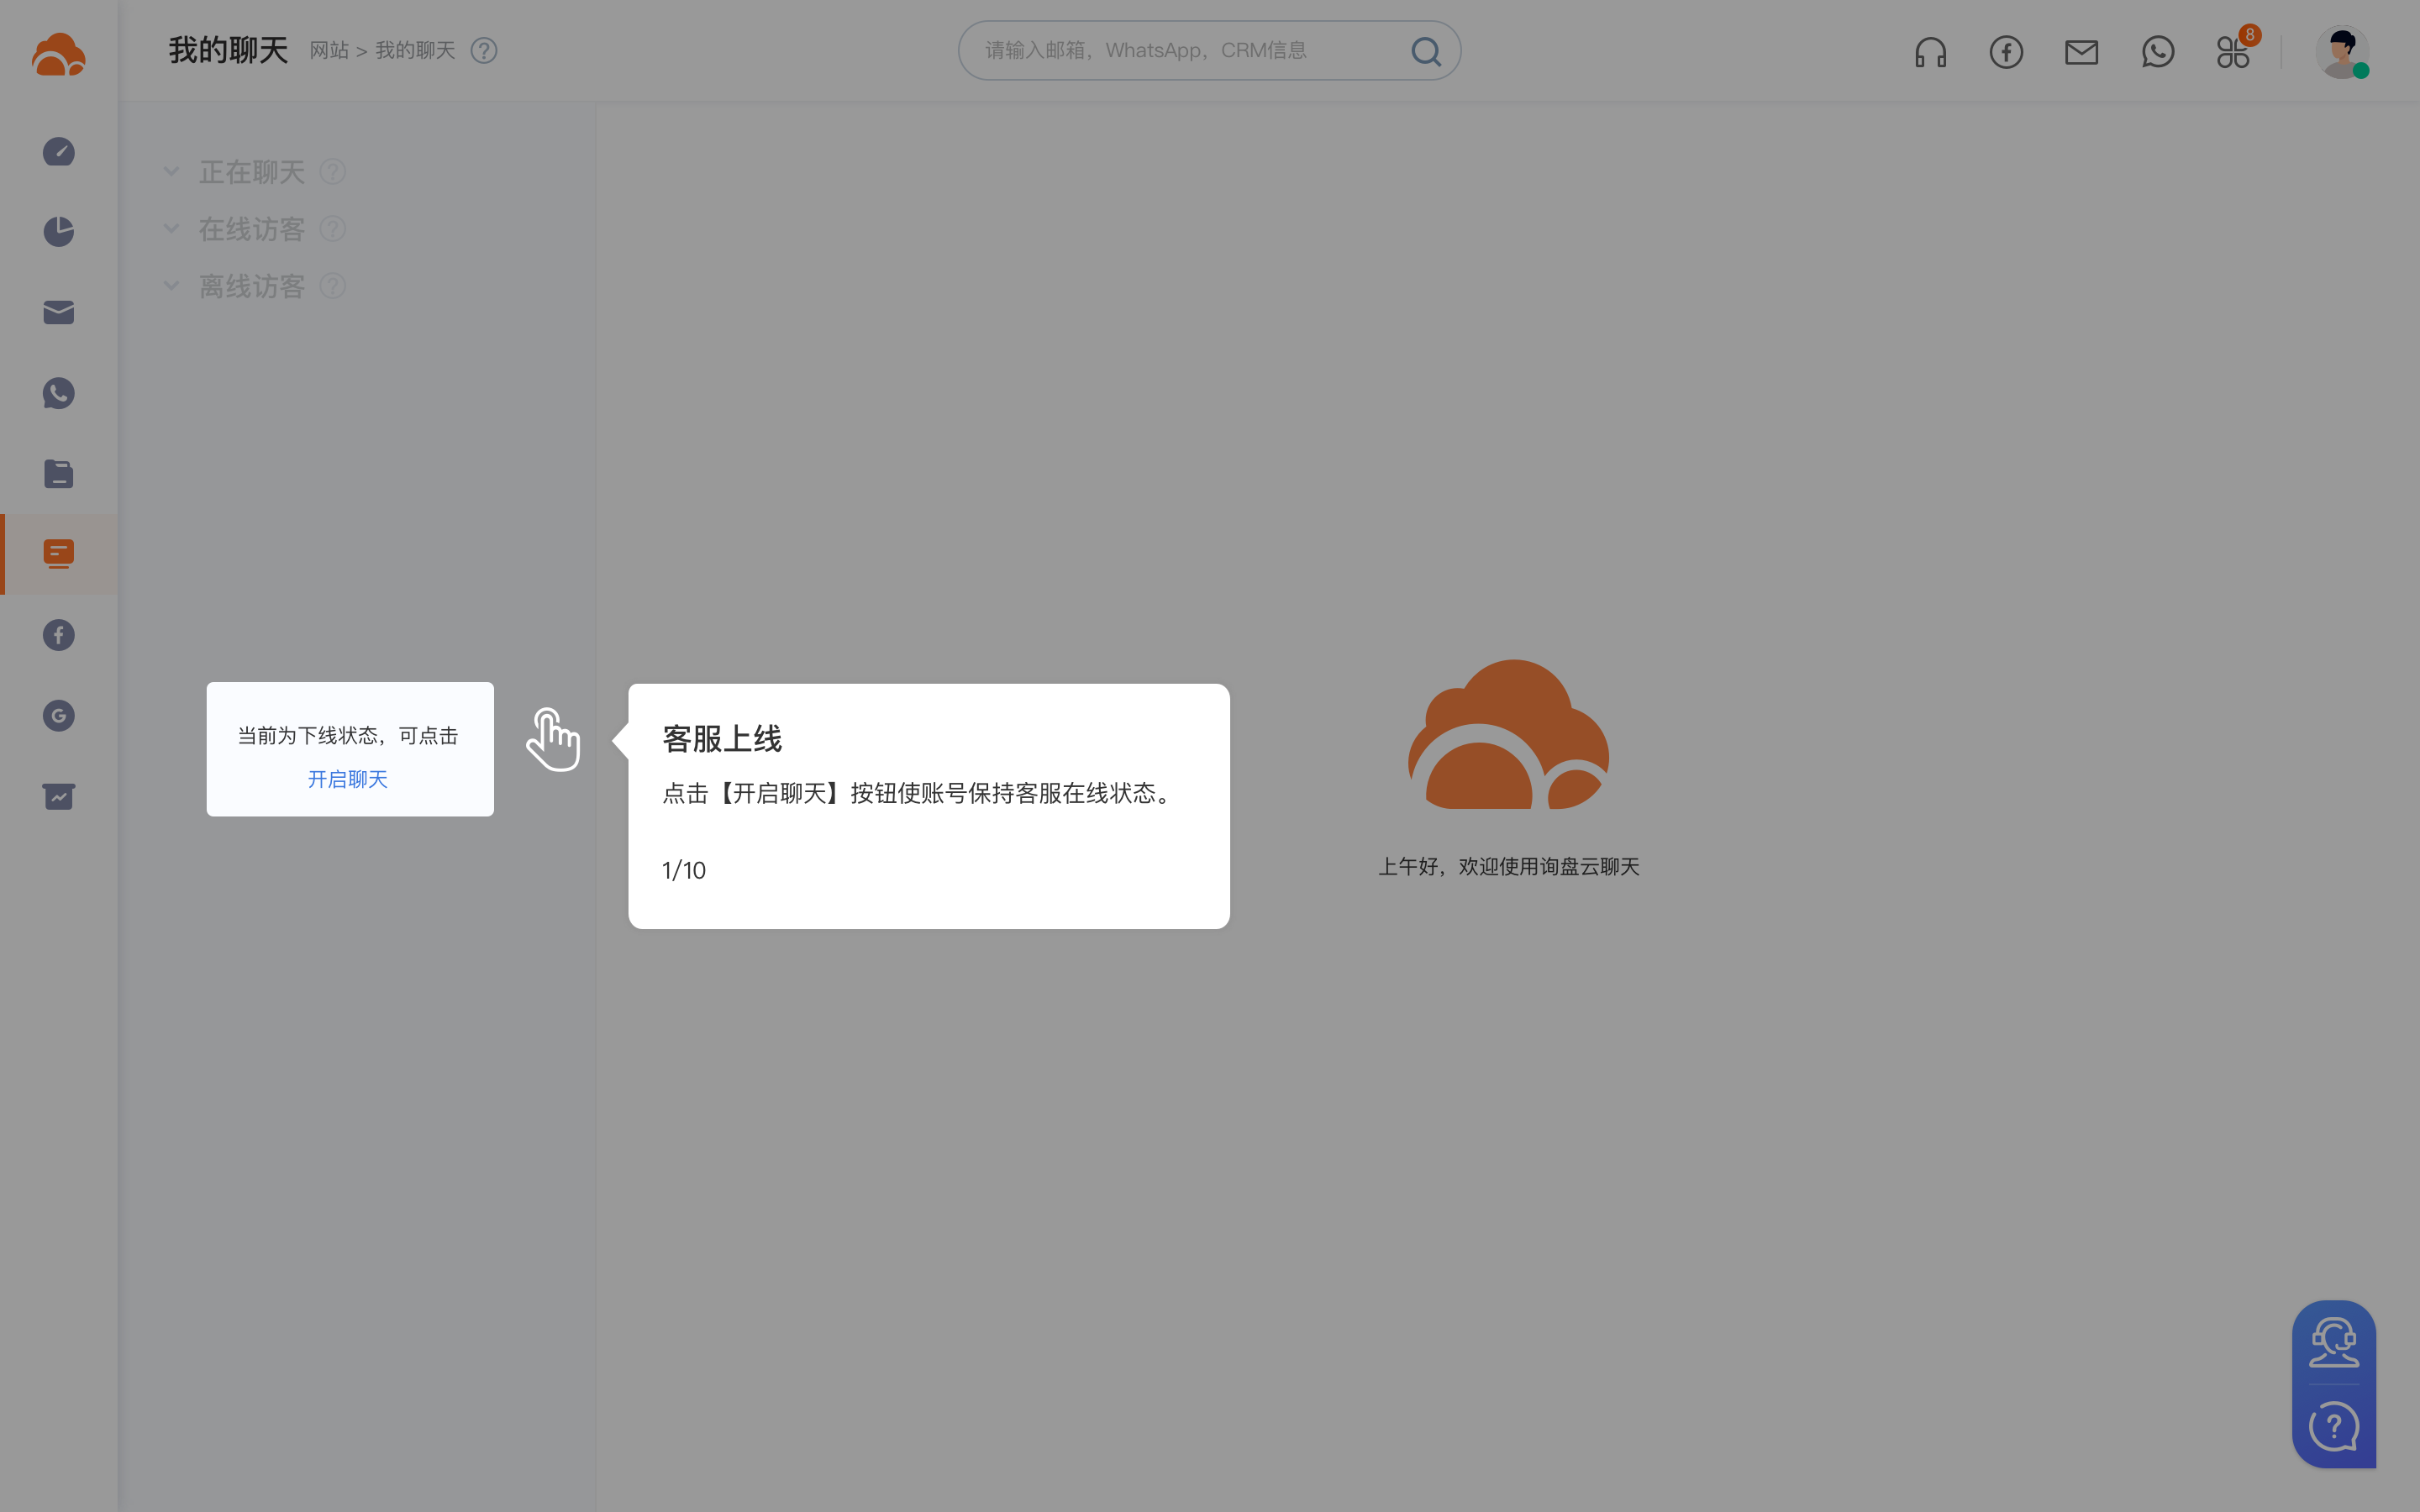 我的聊天
网站 > 我的聊天
请输入邮箱，WhatsApp，CRM信息
8
正在聊天
在线访客
离线访客
当前为下线状态，可点击
开启聊天
客服上线
点击【开启聊天】按钮使账号保持客服在线状态。
1/10
上午好，欢迎使用询盘云聊天